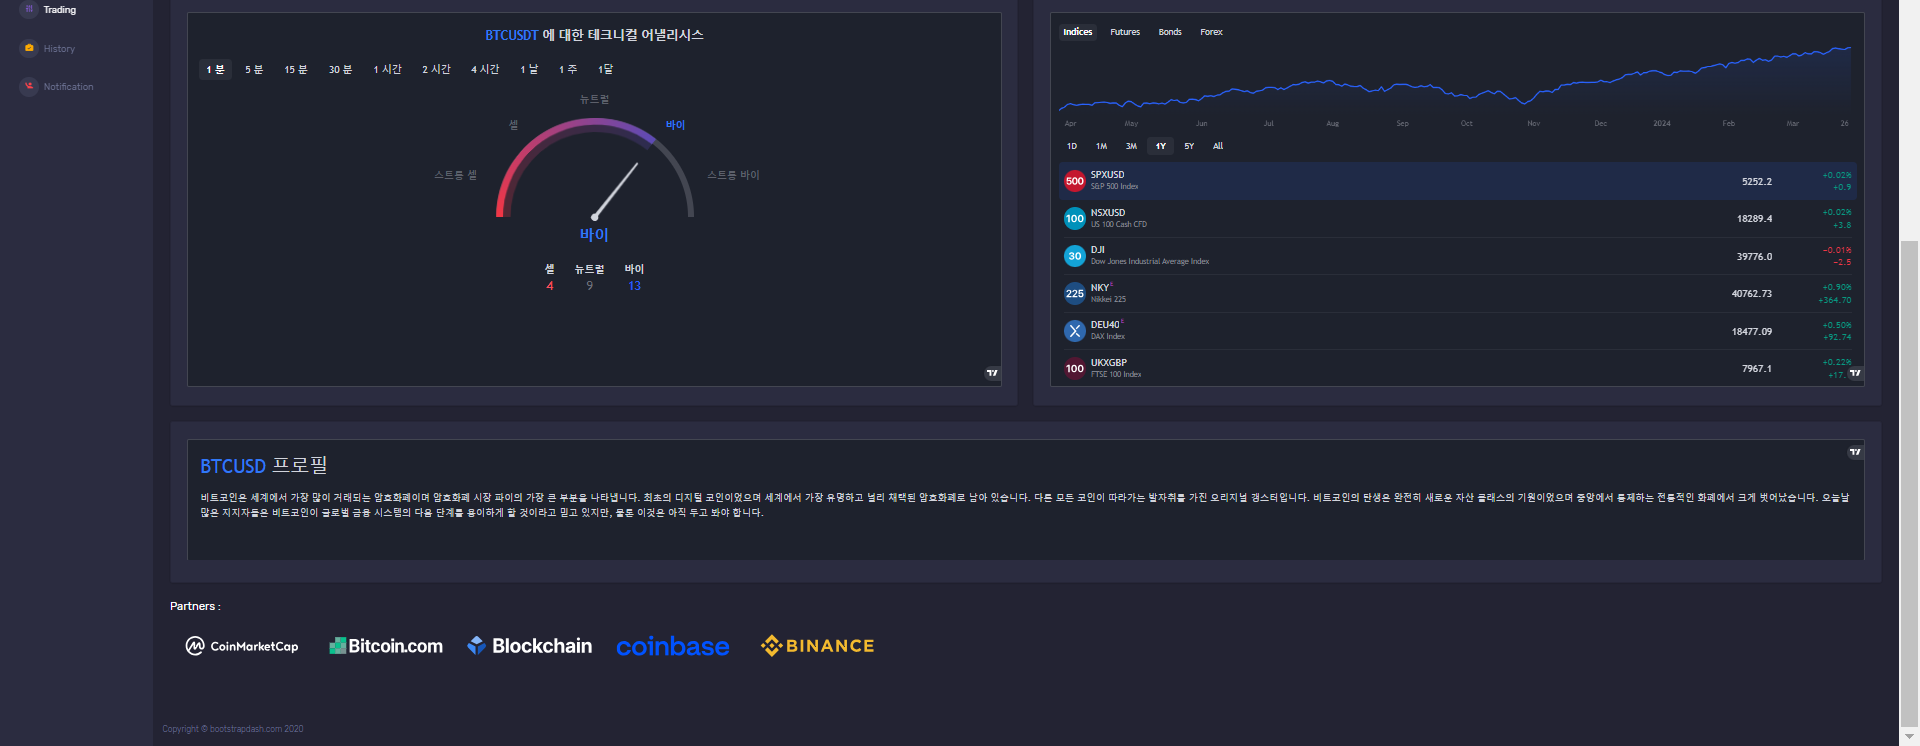 Trading
History
Notification
BTCUSDT 에 대한 테크니컬 어낼리시스
1 분 5 분 15 분 30 분 1 시간 2 시간 4 시간 1 날 1 주 1달
뉴트럴
셀 바이
스트롱 셀 스트롱 바이
바이
셀 뉴트럴 바이
4 9 13
Indices Futures Bonds Forex
Apr May Jun Jul Aug Sep Oct Nov Dec 2024 Feb Mar 26
1D 1M 3M 1Y 5Y All
500 SPXUSD 5252.2 +0.02%
S&P 500 Index +0.9
100 NSXUSD 18289.4 +0.02%
US 100 Cash CFD +3.8
30 DJI 39776.0 −0.01%
Dow Jones Industrial Average Index −2.5
225 NKY 40762.73 +0.90%
Nikkei 225 +364.70
DEU40 18477.09 +0.50%
DAX Index +92.74
100 UKXGBP 7967.1 +0.22%
FTSE 100 Index +17.
BTCUSD 프로필
비트코인은 세계에서 가장 많이 거래되는 암호화폐이며 암호화폐 시장 파이의 가장 큰 부분을 나타냅니다. 최초의 디지털 코인이었으며 세계에서 가장 유명하고 널리 채택된 암호화폐로 남아 있습니다. 다른 모든 코인이 따라가는 발자취를 가진 오리지널 갱스터입니다. 비트코인의 탄생은 완전히 새로운 자산 클래스의 기원이었으며 중앙에서 통제하는 전통적인 화폐에서 크게 벗어났습니다. 오늘날
많은 지지자들은 비트코인이 글로벌 금융 시스템의 다음 단계를 용이하게 할 것이라고 믿고 있지만, 물론 이것은 아직 두고 봐야 합니다.
Partners :
CoinMarketCap Bitcoin.com Blockchain coinbase BINANCE
Copyright © bootstrapdash.com 2020